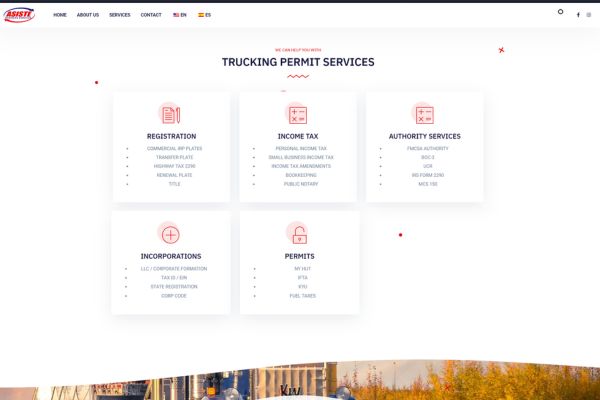 ASISTE
HOME ABOUT US SERVICES CONTACT EN ES
WE CAN HELP YOU WITH
TRUCKING PERMIT SERVICES
REGISTRATION
COMMERCIAL IRP PLATES
TRANSFER PLATE
HIGHWAY TAX 2290
RENEWAL PLATE
TITLE
INCOME TAX
PERSONAL INCOME TAX
SMALL BUSINESS INCOME TAX
INCOME TAX AMENDMENTS
BOOKKEEPING
PUBLIC NOTARY
AUTHORITY SERVICES
FMCSA AUTHORITY
BOC-3
UCR
IRS FORM 2290
MCS 150
INCORPORATIONS
LLC / CORPORATE FORMATION
TAX ID / EIN
STATE REGISTRATION
CORP CODE
PERMITS
NY HUT
IFTA
KYU
FUEL TAXES
KW